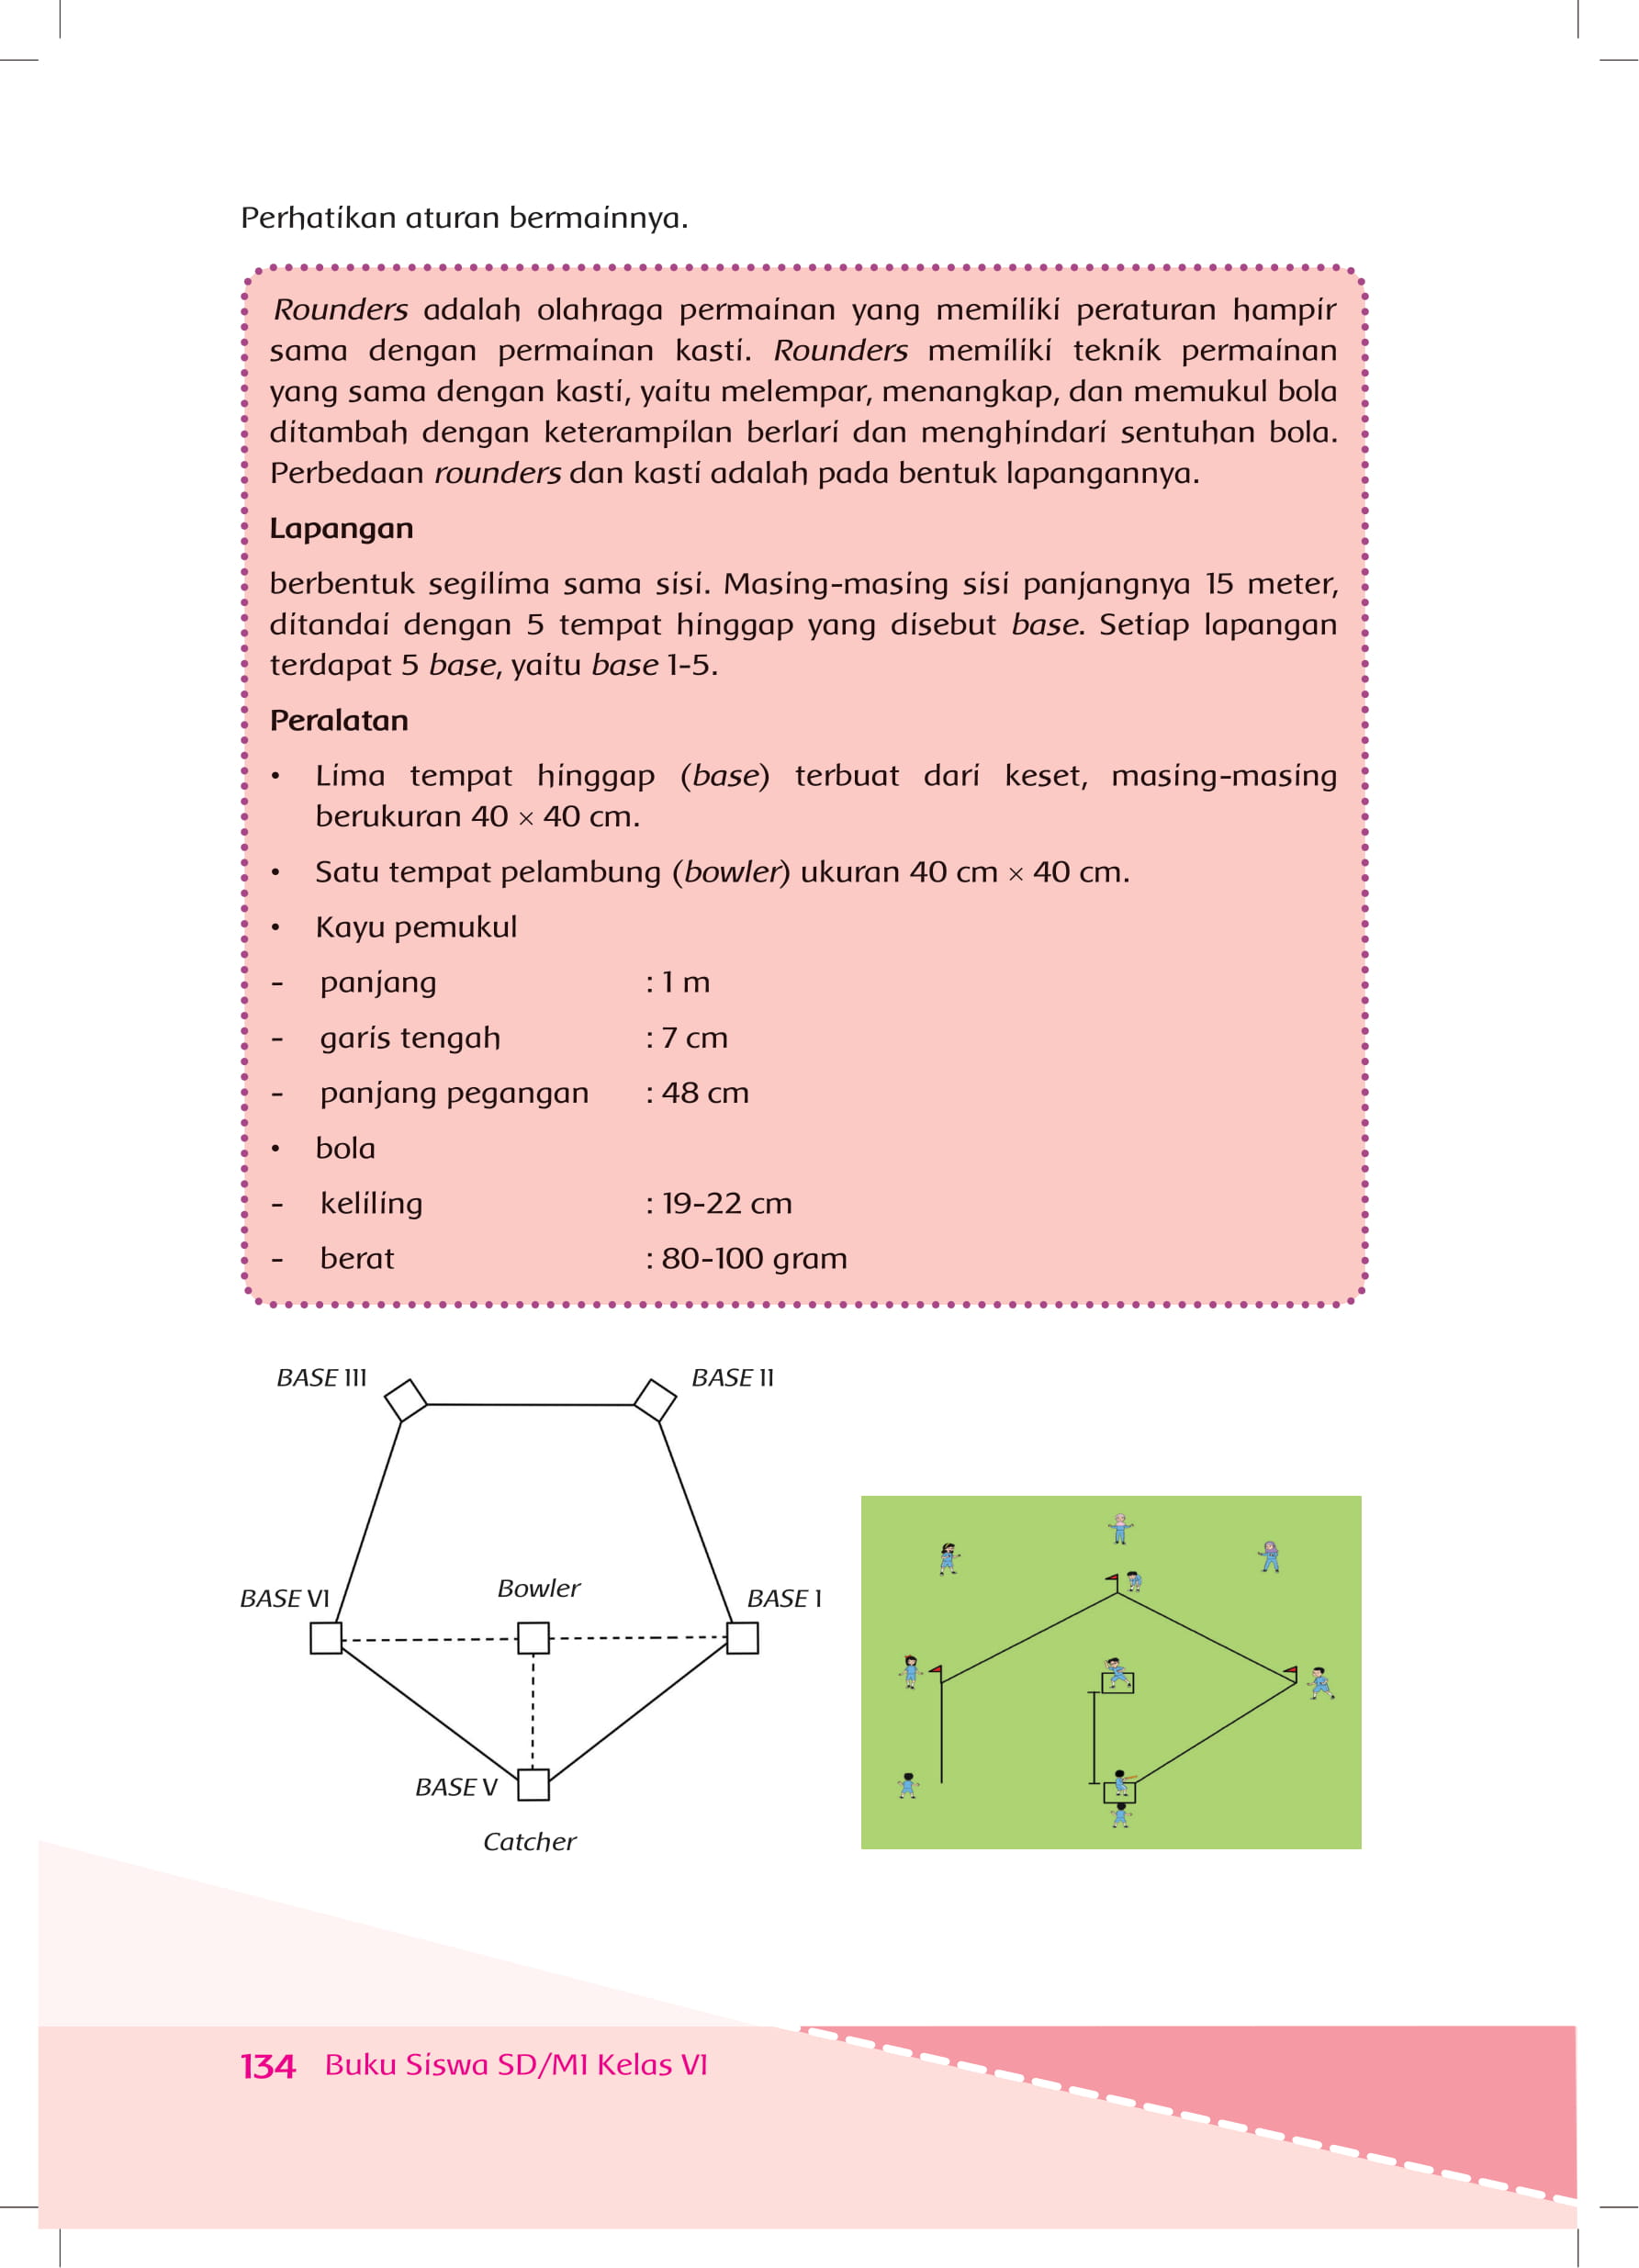 Perhatikan aturan bermainnya.
Rounders adalah olahraga permainan yang memiliki peraturan hampir
sama dengan permainan kasti. Rounders memiliki teknik permainan
yang sama dengan kasti, yaitu melempar, menangkap, dan memukul bola
ditambah dengan keterampilan berlari dan menghindari sentuhan bola.
Perbedaan rounders dan kasti adalah pada bentuk lapangannya.
Lapangan
berbentuk segilima sama sisi. Masing-masing sisi panjangnya 15 meter,
ditandai dengan 5 tempat hinggap yang disebut base. Setiap lapangan
terdapat 5 base, yaitu base 1-5.
Peralatan
• Lima tempat hinggap (base) terbuat dari keset, masing-masing
berukuran 40 × 40 cm.
• Satu tempat pelambung (bowler) ukuran 40 cm × 40 cm.
• Kayu pemukul
- panjang : 1 m
- garis tengah : 7 cm
- panjang pegangan : 48 cm
• bola
- keliling : 19-22 cm
- berat : 80-100 gram
BASE III
BASE II
BASE VI
Bowler
BASE I
BASE V
Catcher
134 Buku Siswa SD/MI Kelas VI